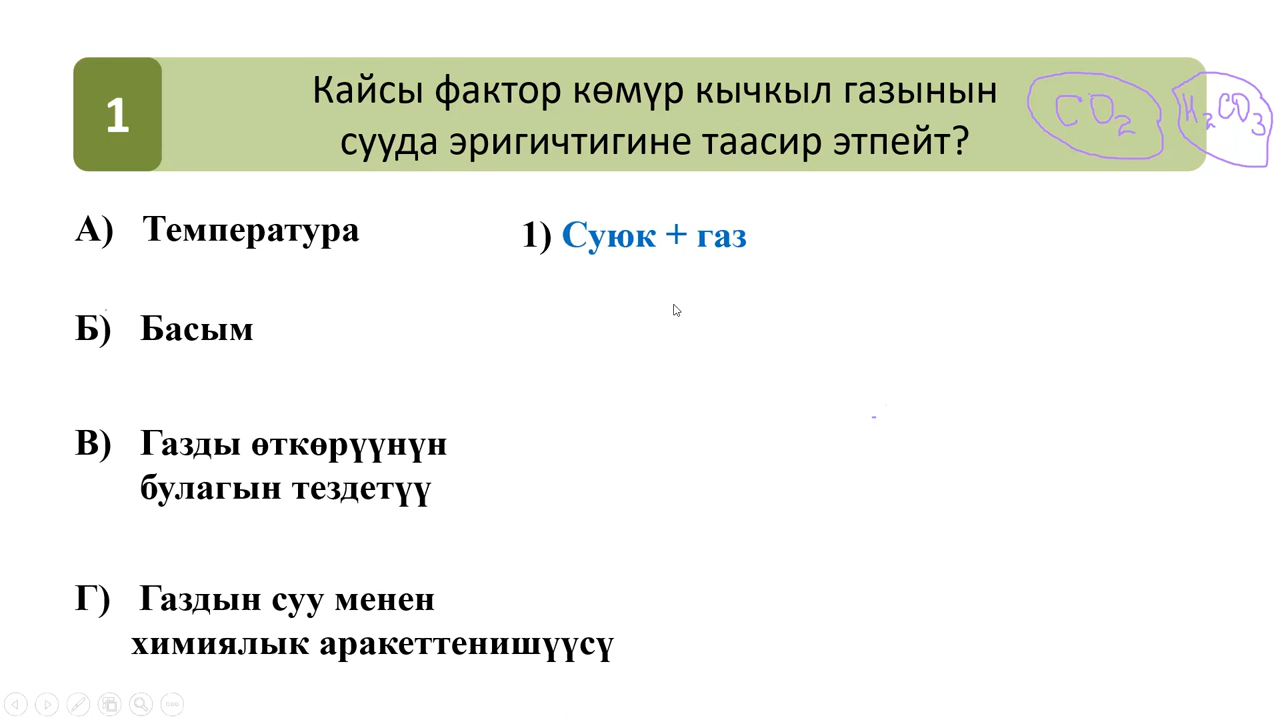 1
Кайсы фактор көмүр кычкыл газынын
сууда эригичтигине таасир этпейт?
CO2
H2CO3
А) Температура
1) Суюк + газ
Б) Басым
В) Газды өткөрүүнүн
булагын тездетүү
Г) Газдын суу менен
химиялык аракеттенишүүсү